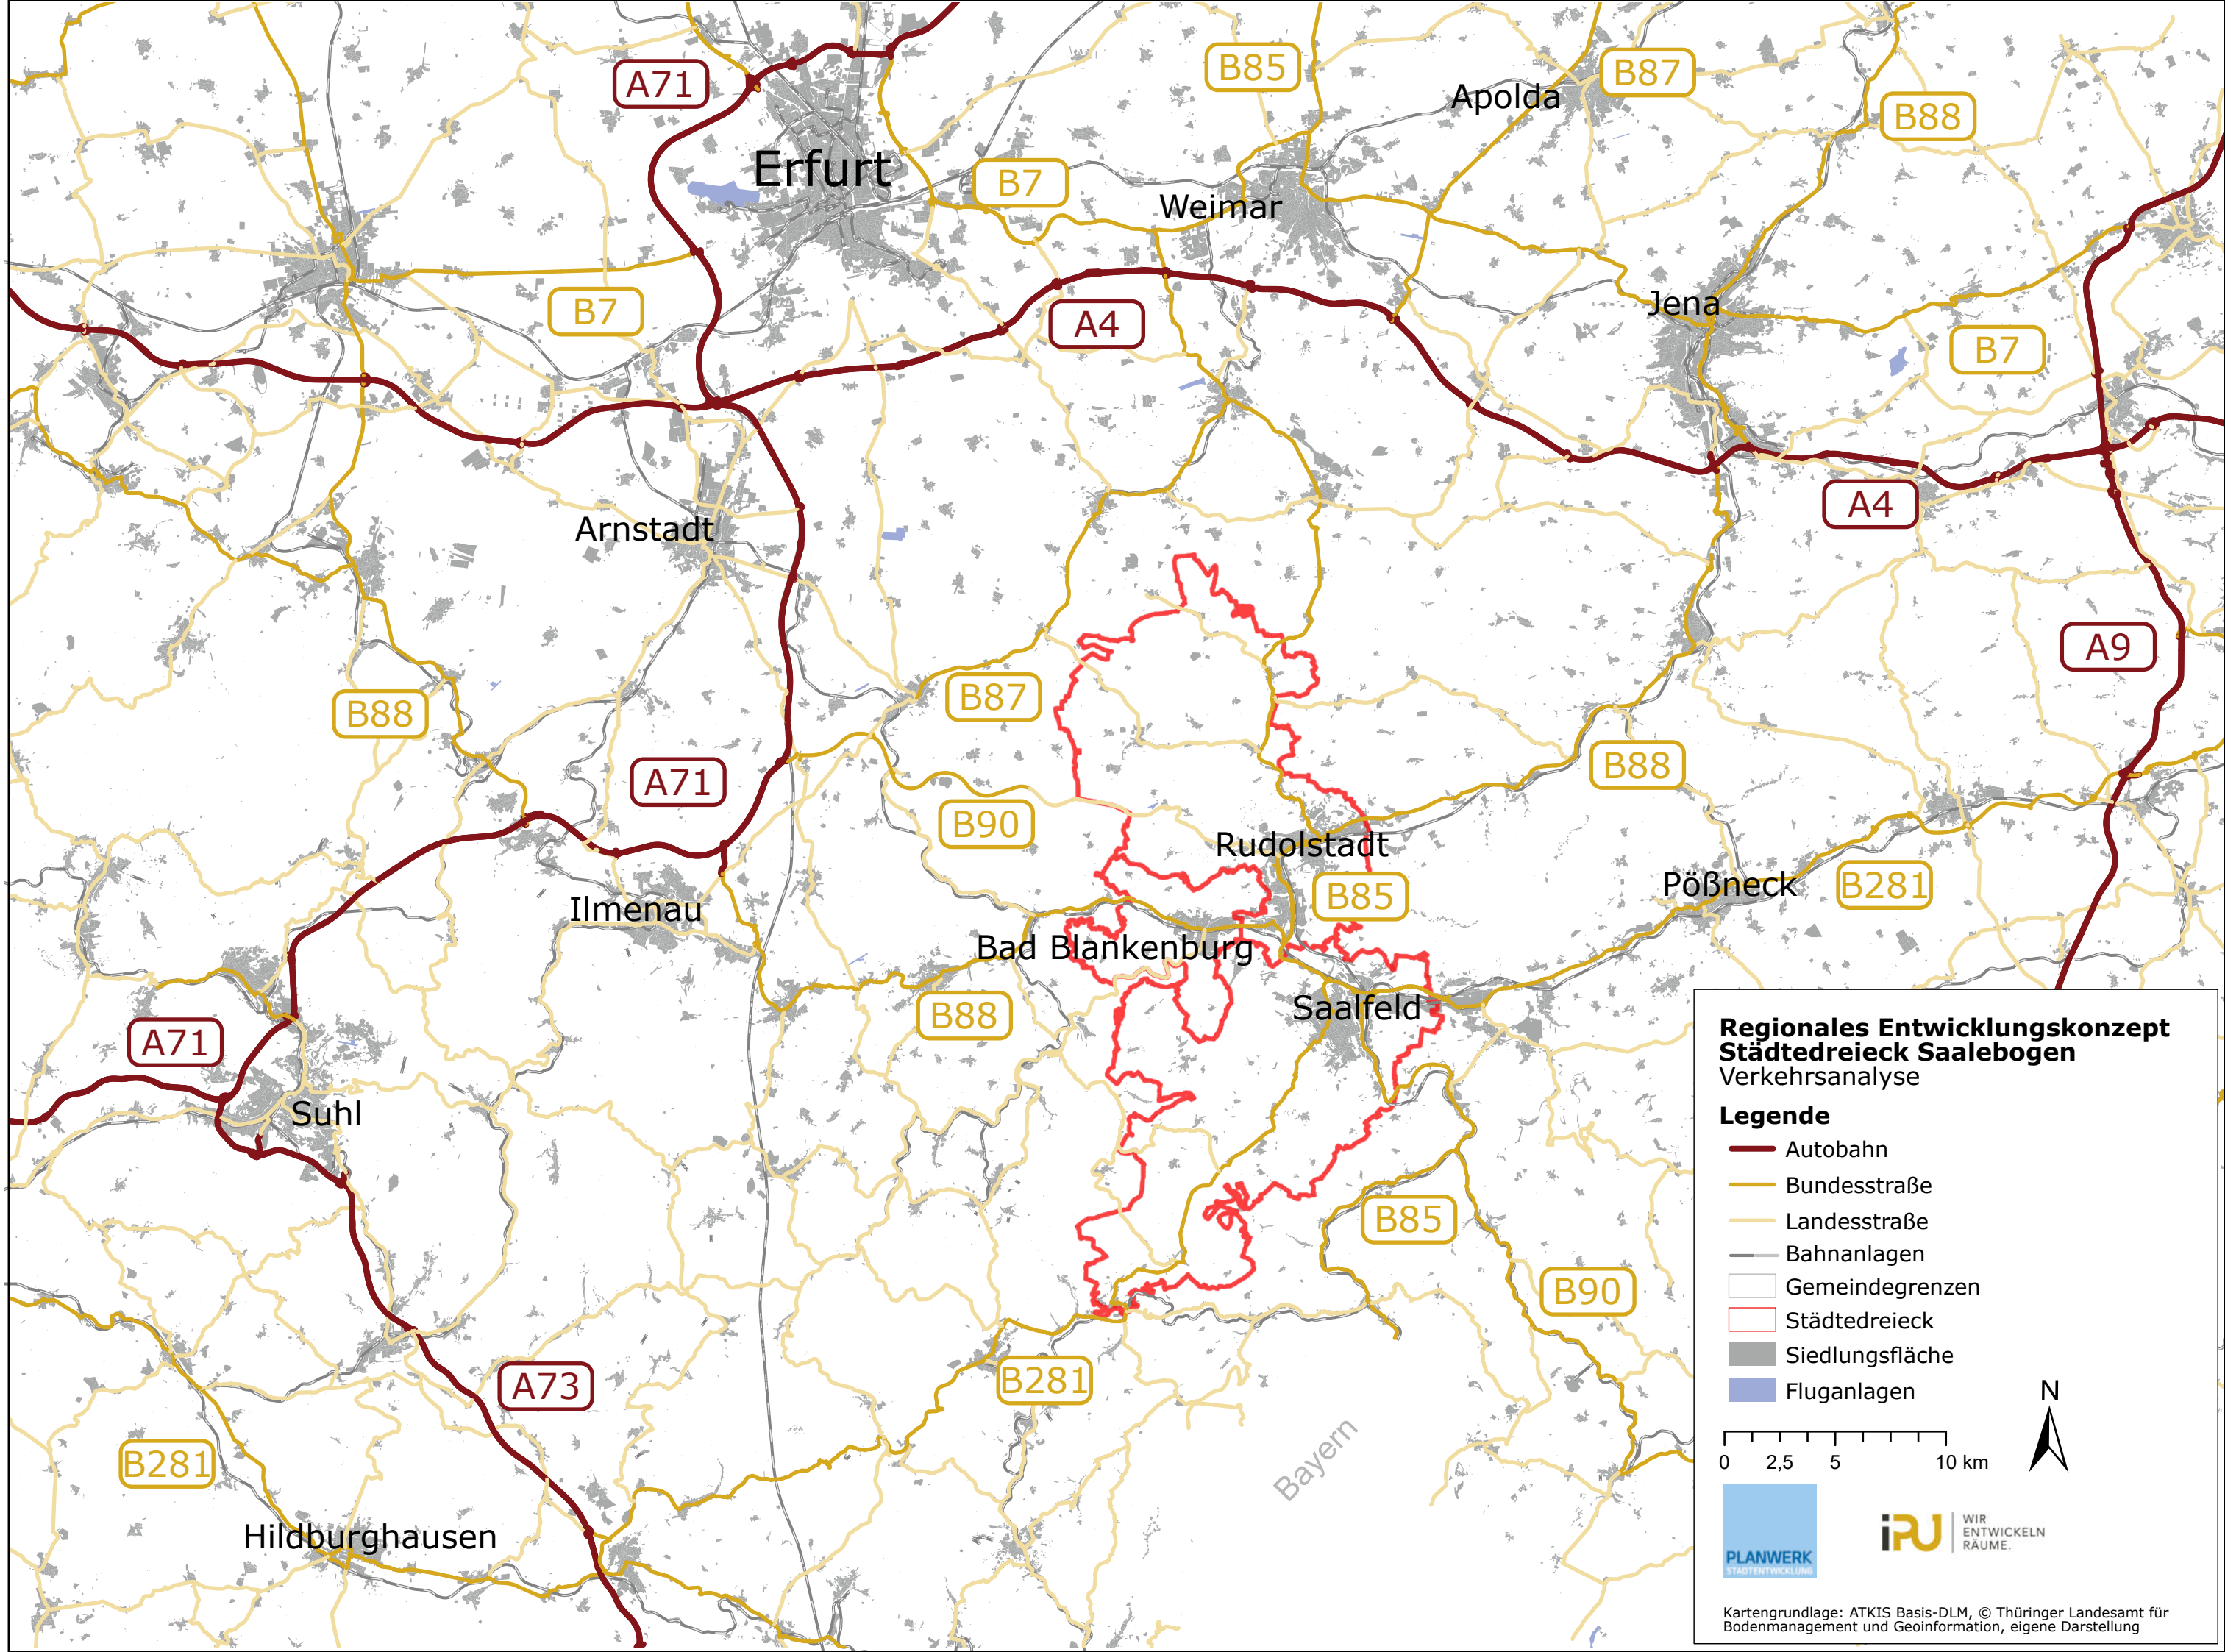 A71
B85
B87
Apolda
B88
Erfurt
B7
Weimar
B7
A4
Jena
B7
A4
Arnstadt
A9
B88
B87
A71
B88
B90
Rudolstadt
B85
Pößneck
B281
Ilmenau
Bad Blankenburg
Saalfeld
B88
A71
Suhl
B85
B90
A73
B281
B281
Bayern
Hildburghausen
Regionales Entwicklungskonzept
Städtedreieck Saalebogen
Verkehrsanalyse
Legende
Autobahn
Bundesstraße
Landesstraße
Bahnanlagen
Gemeindegrenzen
Städtedreieck
Siedlungsfläche
Fluganlagen
N
0 2,5 5 10 km
PLANWERK
STADTENTWICKLUNG
iPU
WIR
ENTWICKELN
RÄUME.
Kartengrundlage: ATKIS Basis-DLM, © Thüringer Landesamt für
Bodenmanagement und Geoinformation, eigene Darstellung